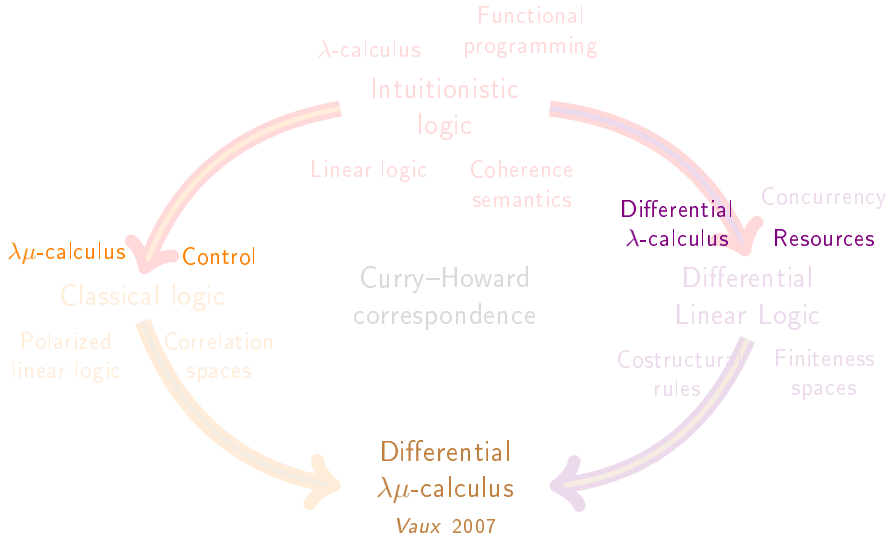 Functional
programming
λ-calculus
Intuitionistic
logic
Linear logic
Coherence
semantics
Concurrency
Differential
λ-calculus
Resources
λμ-calculus
Control
Classical logic
Polarized
linear logic
Correlation
spaces
Curry–Howard
correspondence
Differential
Linear Logic
Costructural
rules
Finiteness
spaces
Differential
λμ-calculus
Vaux 2007